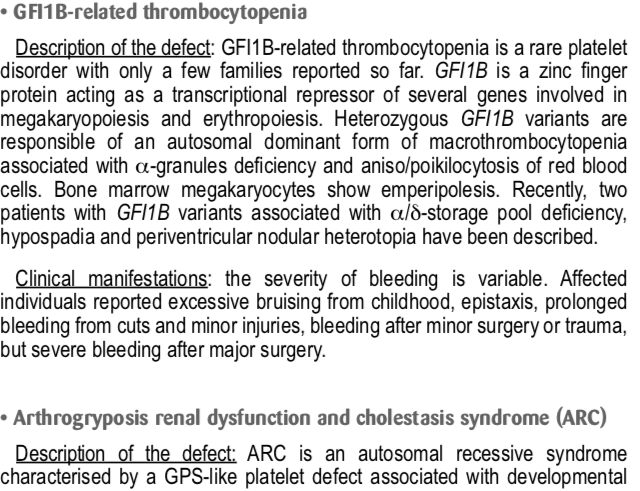 • GFI1B-related thrombocytopenia
Description of the defect: GFI1B-related thrombocytopenia is a rare platelet
disorder with only a few families reported so far. GFI1B is a zinc finger
protein acting as a transcriptional repressor of several genes involved in
megakaryopoiesis and erythropoiesis. Heterozygous GFI1B variants are
responsible of an autosomal dominant form of macrothrombocytopenia
associated with α-granules deficiency and aniso/poikilocytosis of red blood
cells. Bone marrow megakaryocytes show emperipolesis. Recently, two
patients with GFI1B variants associated with α/δ-storage pool deficiency,
hypospadia and periventricular nodular heterotopia have been described.
Clinical manifestations: the severity of bleeding is variable. Affected
individuals reported excessive bruising from childhood, epistaxis, prolonged
bleeding from cuts and minor injuries, bleeding after minor surgery or trauma,
but severe bleeding after major surgery.
• Arthrogryposis renal dysfunction and cholestasis syndrome (ARC)
Description of the defect: ARC is an autosomal recessive syndrome
characterised by a GPS-like platelet defect associated with developmental